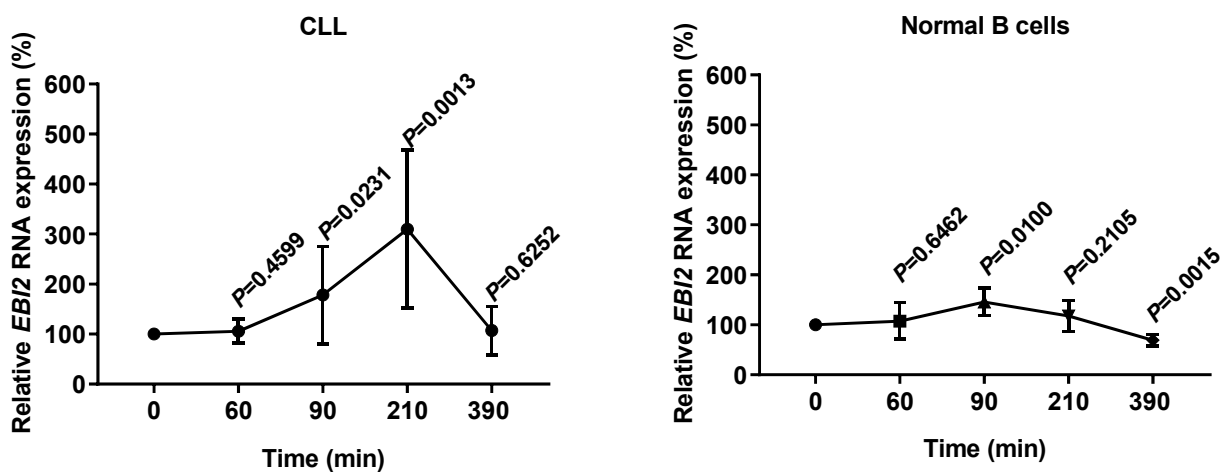 CLL
Relative EBI2 RNA expression (%)
600
500
400
300
200
100
0
P=0.4599
P=0.0231
P=0.0013
P=0.6252
0 60 90 210 390
Time (min)
Normal B cells
Relative EBI2 RNA expression (%)
600
500
400
300
200
100
0
P=0.6462
P=0.0100
P=0.2105
P=0.0015
0 60 90 210 390
Time (min)